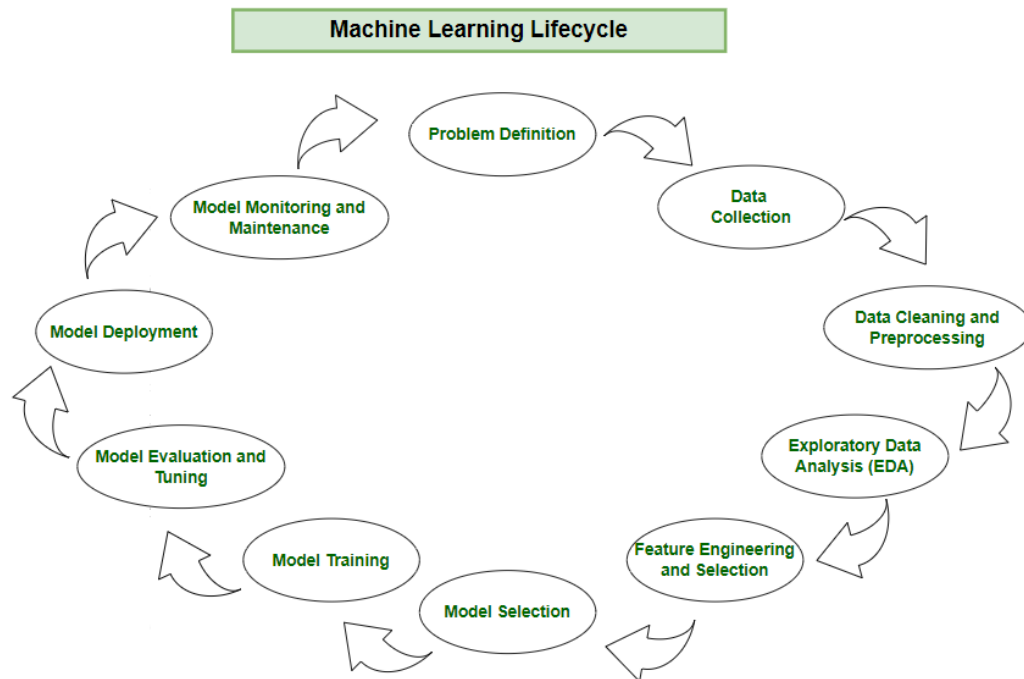 Machine Learning Lifecycle
Problem Definition
Data
Collection
Data Cleaning and
Preprocessing
Exploratory Data
Analysis (EDA)
Feature Engineering
and Selection
Model Selection
Model Training
Model Evaluation and
Tuning
Model Deployment
Model Monitoring and
Maintenance